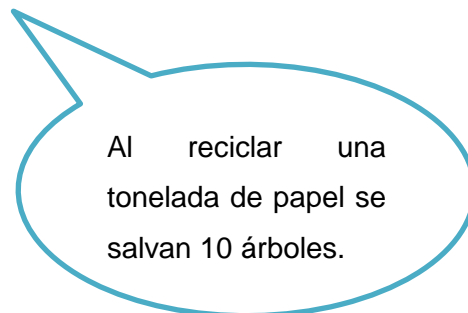 Al reciclar una
tonelada de papel se
salvan 10 árboles.